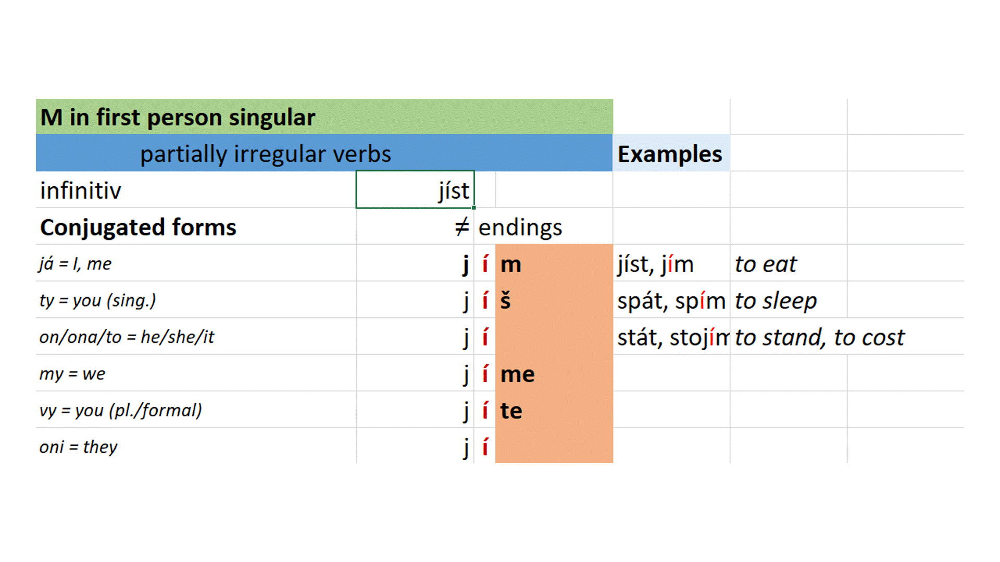 M in first person singular
partially irregular verbs Examples
infinitiv jíst
Conjugated forms ≠ endings
já = I, me j í m jíst, jím to eat
ty = you (sing.) j í š spát, spím to sleep
on/ona/to = he/she/it j í stát, stojím to stand, to cost
my = we j í me
vy = you (pl./formal) j í te
oni = they j í